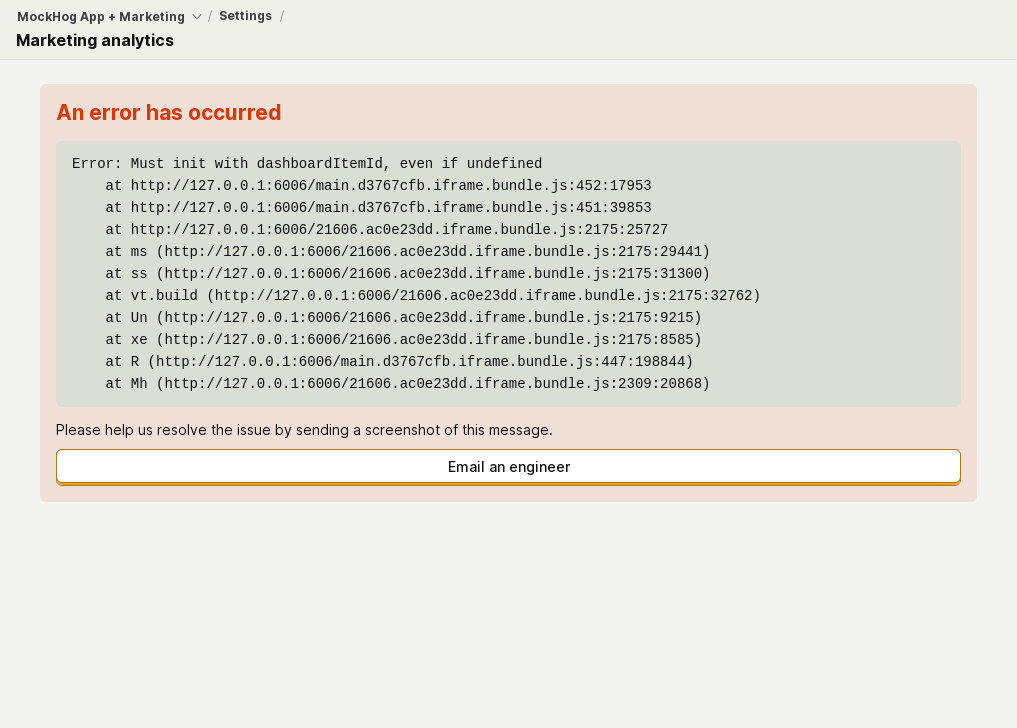 MockHog App + Marketing / Settings /
Marketing analytics
An error has occurred
Error: Must init with dashboardItemId, even if undefined
at http://127.0.0.1:6006/main.d3767cfb.iframe.bundle.js:452:17953
at http://127.0.0.1:6006/main.d3767cfb.iframe.bundle.js:451:39853
at http://127.0.0.1:6006/21606.ac0e23dd.iframe.bundle.js:2175:25727
at ms (http://127.0.0.1:6006/21606.ac0e23dd.iframe.bundle.js:2175:29441)
at ss (http://127.0.0.1:6006/21606.ac0e23dd.iframe.bundle.js:2175:31300)
at vt.build (http://127.0.0.1:6006/21606.ac0e23dd.iframe.bundle.js:2175:32762)
at Un (http://127.0.0.1:6006/21606.ac0e23dd.iframe.bundle.js:2175:9215)
at xe (http://127.0.0.1:6006/21606.ac0e23dd.iframe.bundle.js:2175:8585)
at R (http://127.0.0.1:6006/main.d3767cfb.iframe.bundle.js:447:198844)
at Mh (http://127.0.0.1:6006/21606.ac0e23dd.iframe.bundle.js:2309:20868)
Please help us resolve the issue by sending a screenshot of this message.
Email an engineer